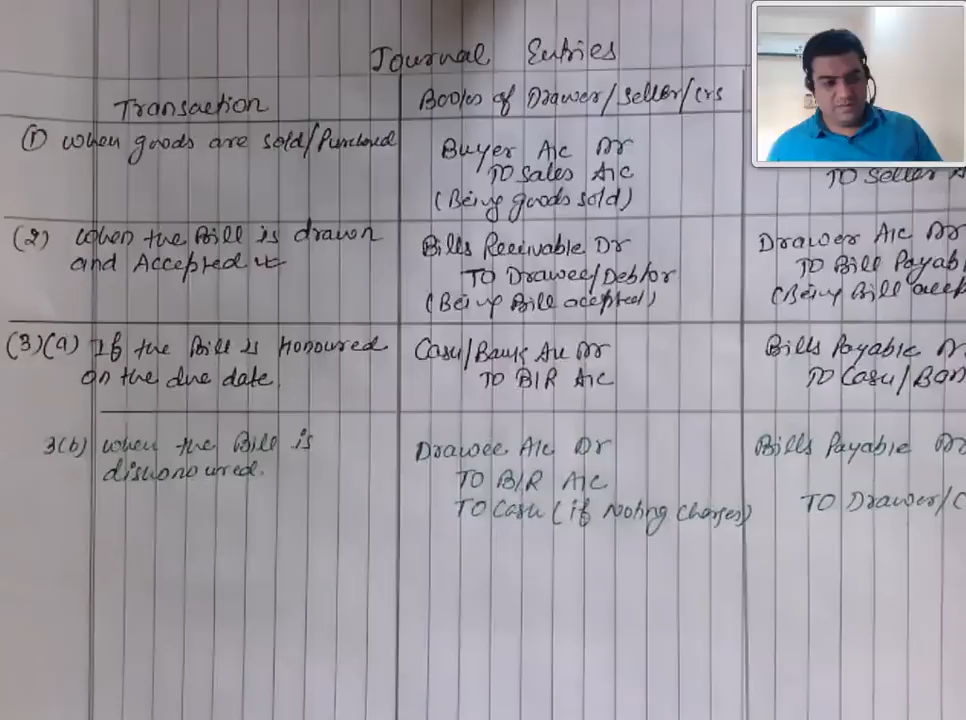 Journal Entries
Transaction
Books of Drawer/Seller/Crs
(1) When goods are sold/Purchased
Buyer A/c Dr
To Sales A/c
(Being goods sold)
To Seller A
(2) When the Bill is drawn
and Accepted
Bills Receivable Dr
To Drawee/Debtor
(Being Bill accepted)
Drawer A/c Dr
To Bill Payab
(Being Bill accep
(3)(a) If the Bill is Honoured
on the due date.
Cash/Bank A/c Dr
To B/R A/c
Bills Payable D
To Cash/Ban
3(b) When the Bill is
dishonoured.
Drawee A/c Dr
To B/R A/c
To Cash (if Noting Charges)
Bills Payable Dr
To Drawer/C